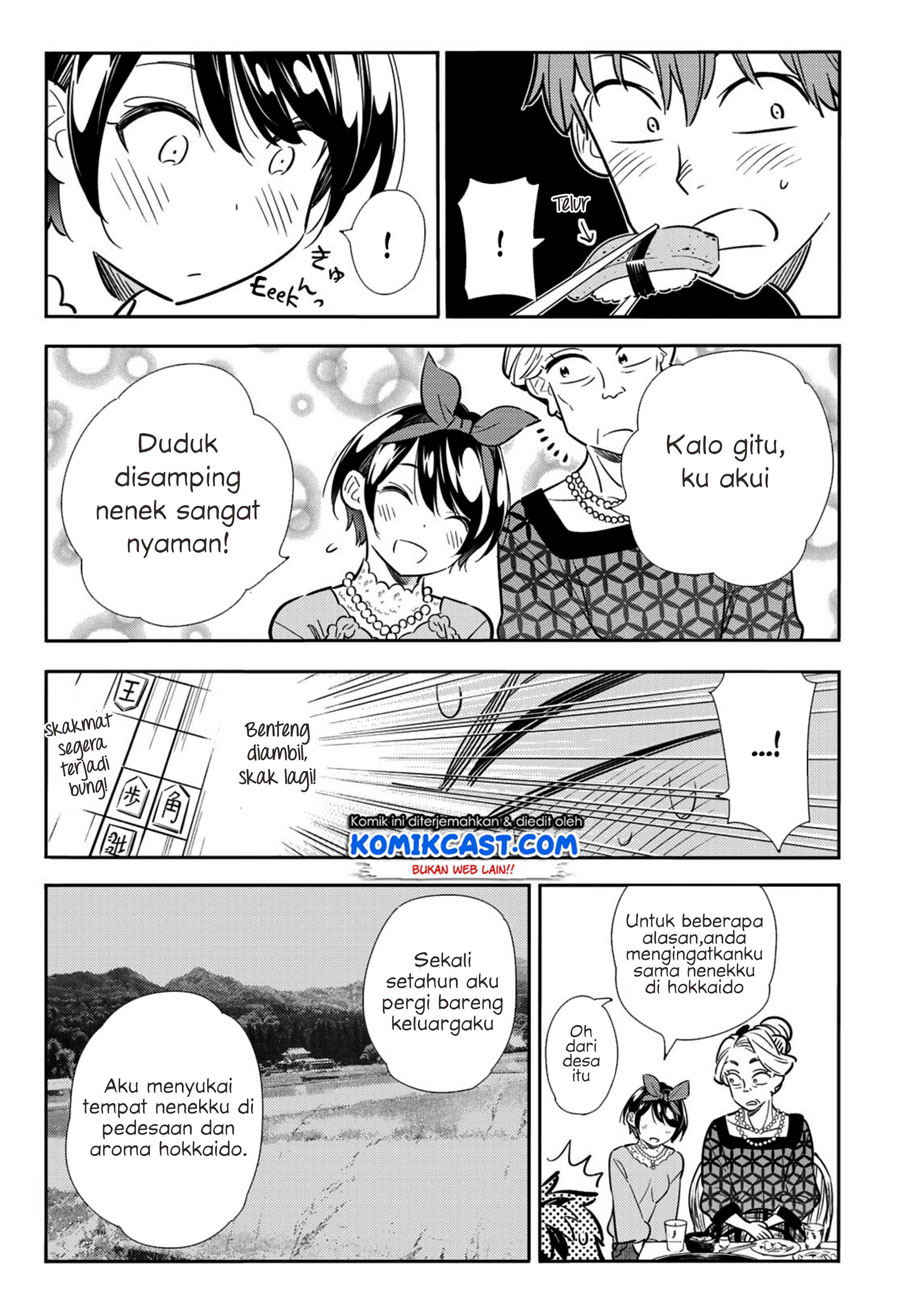 Telur
!
!
きゅんっ
Eeek
Kalo gitu,
ku akui
Duduk
disamping
nenek sangat
nyaman!
...!
Benteng
diambil,
skak lagi!
skakmat
segera
terjadi
bung!
王
歩
角
Komik ini diterjemahkan & diedit oleh
KOMIKCAST.COM
BUKAN WEB LAIN!!
Untuk beberapa
alasan,anda
mengingatkanku
sama nenekku
di hokkaido
Oh
dari
desa
itu
Sekali
setahun aku
pergi bareng
keluargaku
Aku menyukai
tempat nenekku di
pedesaan dan
aroma hokkaido.